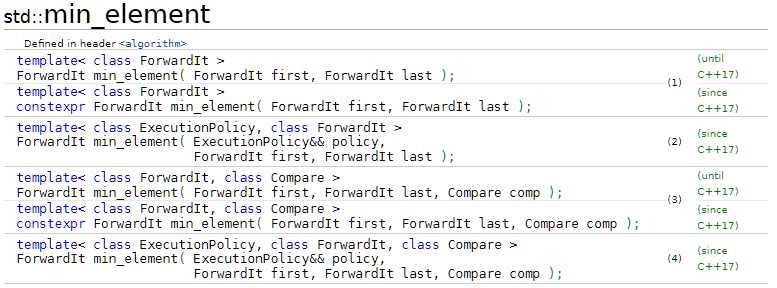 std::min_element
Defined in header <algorithm>
template< class ForwardIt >
ForwardIt min_element( ForwardIt first, ForwardIt last );
(until
C++17)
(1)
template< class ForwardIt >
constexpr ForwardIt min_element( ForwardIt first, ForwardIt last );
(since
C++17)
template< class ExecutionPolicy, class ForwardIt >
ForwardIt min_element( ExecutionPolicy&& policy,
ForwardIt first, ForwardIt last );
(2)
(since
C++17)
template< class ForwardIt, class Compare >
ForwardIt min_element( ForwardIt first, ForwardIt last, Compare comp );
(until
C++17)
(3)
template< class ForwardIt, class Compare >
constexpr ForwardIt min_element( ForwardIt first, ForwardIt last, Compare comp );
(since
C++17)
template< class ExecutionPolicy, class ForwardIt, class Compare >
ForwardIt min_element( ExecutionPolicy&& policy,
ForwardIt first, ForwardIt last, Compare comp );
(4)
(since
C++17)